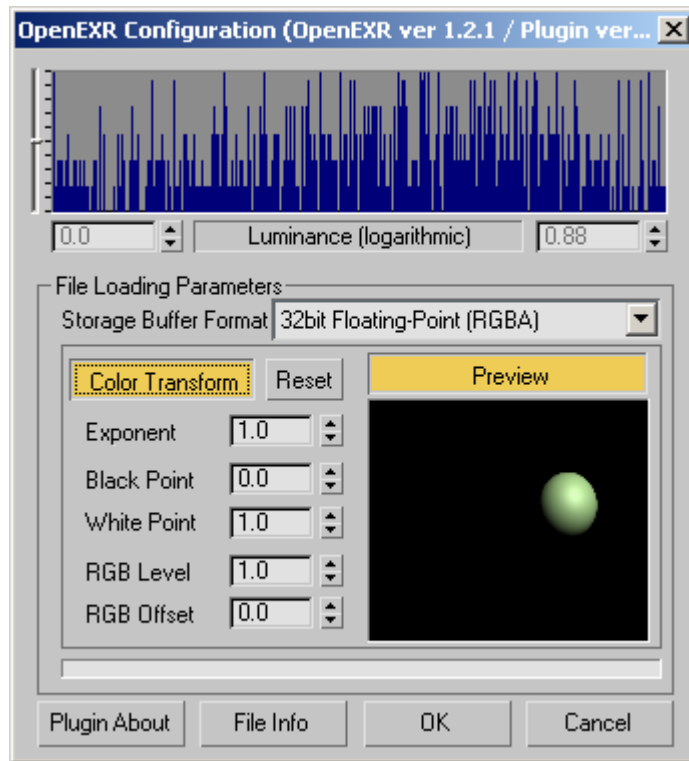 OpenEXR Configuration (OpenEXR ver 1.2.1 / Plugin ver...
0.0 Luminance (logarithmic) 0.88
File Loading Parameters
Storage Buffer Format 32bit Floating-Point (RGBA)
Color Transform Reset Preview
Exponent 1.0
Black Point 0.0
White Point 1.0
RGB Level 1.0
RGB Offset 0.0
Plugin About File Info OK Cancel